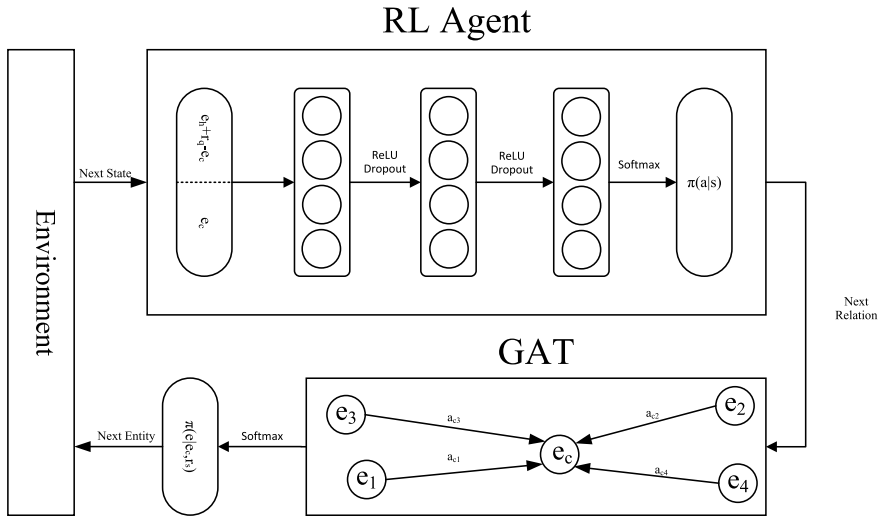 RL Agent
Environment
Next State
e_h+r_q-e_c
e_c
ReLU
Dropout
ReLU
Dropout
Softmax
π(a|s)
Next
Relation
GAT
e_3
a_c3
e_1
a_c1
e_c
a_c2
e_2
a_c4
e_4
Softmax
π(e|e_c,r_s)
Next Entity